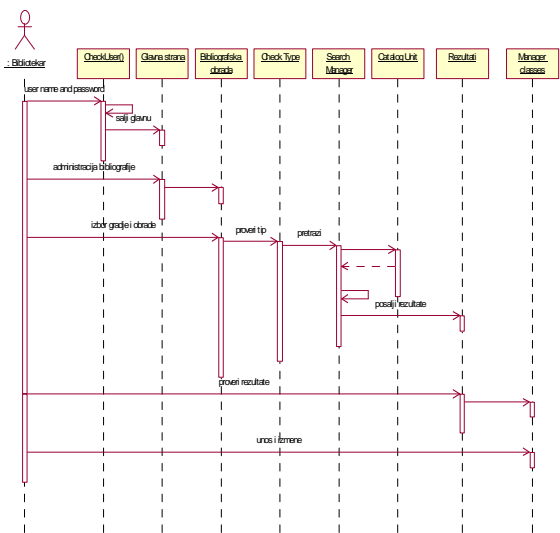 : Bibliotekar
CheckUser()
Glavna strana
Bibliografska
obrada
Check Type
Search
Manager
Catalog Unit
Rezultati
Manager
classes
user name and password
salji glavnu
administracija bibliografije
izbor gradje i obrade
proveri tip
pretrazi
posalji rezultate
proveri rezultate
unos i izmene